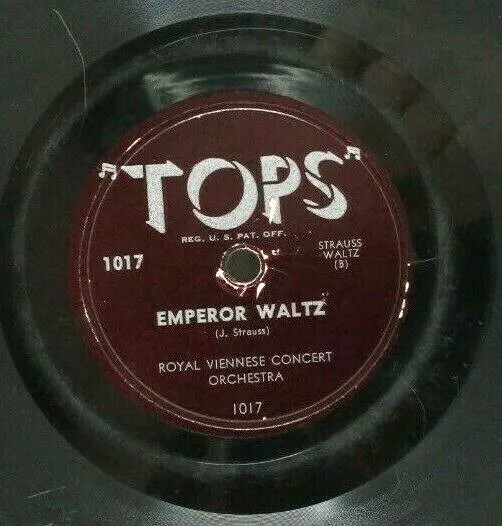 "TOPS"
REG. U. S. PAT. OFF.
1017
STRAUSS
WALTZ
(B)
EMPEROR WALTZ
(J. Strauss)
ROYAL VIENNESE CONCERT
ORCHESTRA
1017